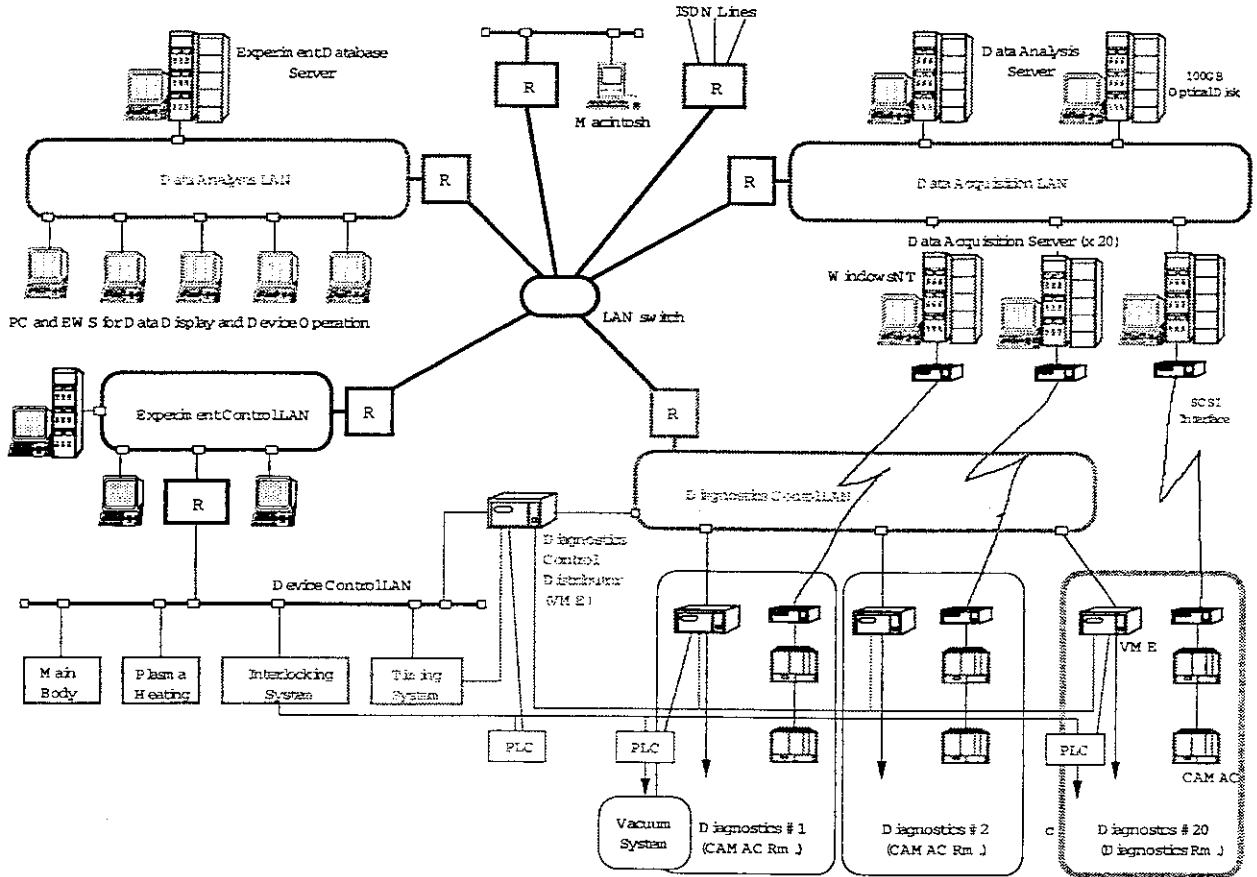 ISDN Lines
Experiment Database
Server
R
R
Macintosh
Data Analysis
Server
100GB
Optical Disk
Data Analysis LAN
R
R
Data Acquisition LAN
Data Acquisition Server (x 20)
WindowsNT
PC and EWS for Data Display and Device Operation
LAN switch
Experiment Control LAN
R
R
SCSI
Interface
R
Diagnostics Control LAN
Diagnostics
Control
Distributor
(VME)
Device Control LAN
Main
Body
Plasma
Heating
Interlocking
System
Timing
System
VME
PLC
PLC
PLC
CAMAC
Vacuum
System
Diagnostics #1
(CAMAC Rm.)
Diagnostics #2
(CAMAC Rm.)
c
Diagnostcs #20
(Diagnostics Rm.)